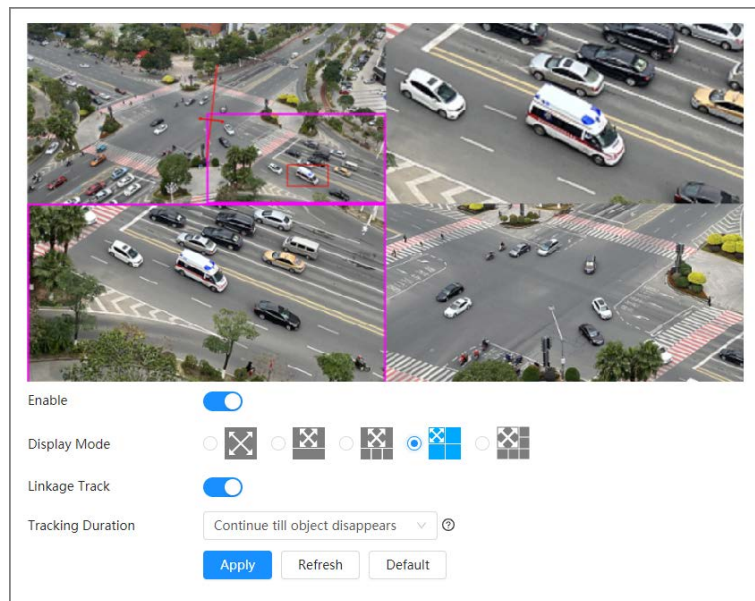 Enable
Display Mode
Linkage Track
Tracking Duration
Continue till object disappears
Apply Refresh Default